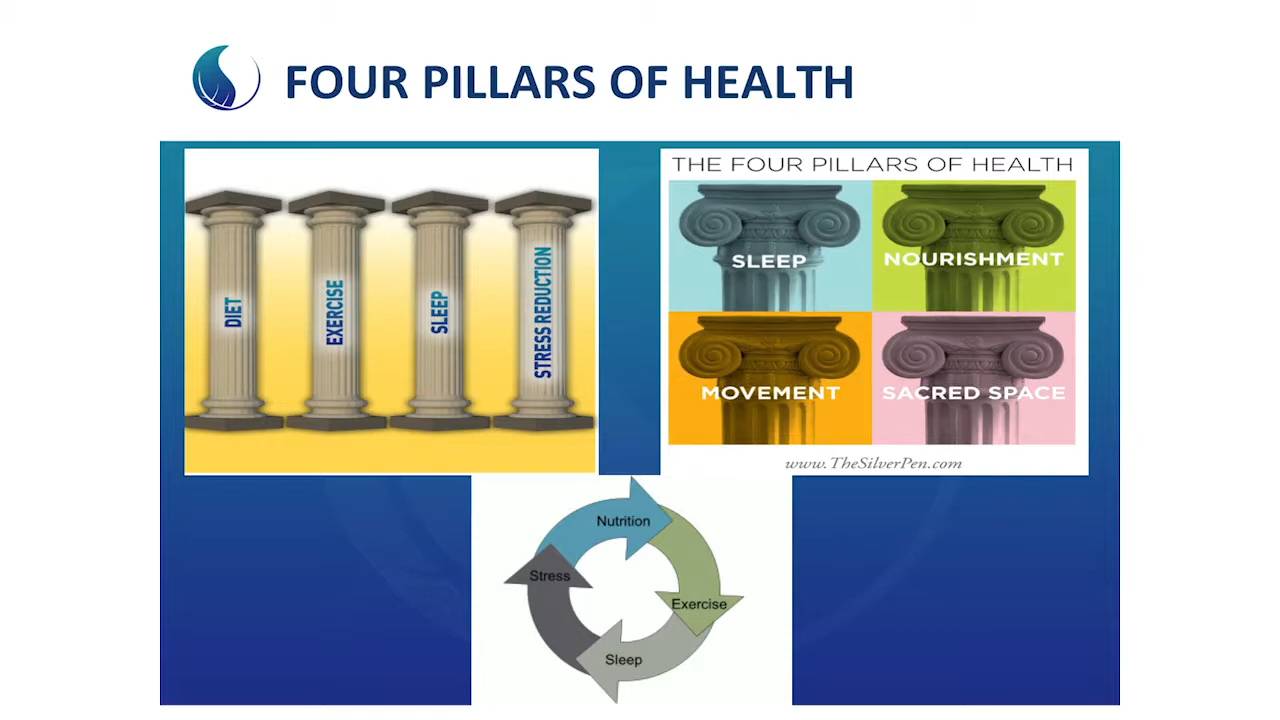 FOUR PILLARS OF HEALTH
DIET
EXERCISE
SLEEP
STRESS REDUCTION
THE FOUR PILLARS OF HEALTH
SLEEP
NOURISHMENT
MOVEMENT
SACRED SPACE
www.TheSilverPen.com
Nutrition
Stress
Exercise
Sleep